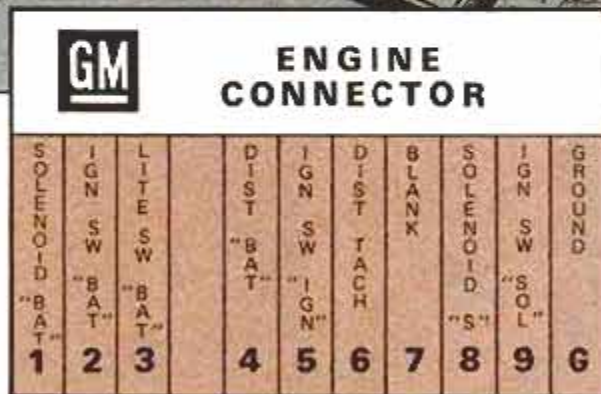 GM
ENGINE
CONNECTOR
SOLENOID "BAT"
1
IGN SW "BAT"
2
LITE SW "BAT"
3
DIST "BAT"
4
IGN SW "IGN"
5
DIST TACH
6
BLANK
7
SOLENOID "S"
8
IGN SW "SOL"
9
GROUND
G